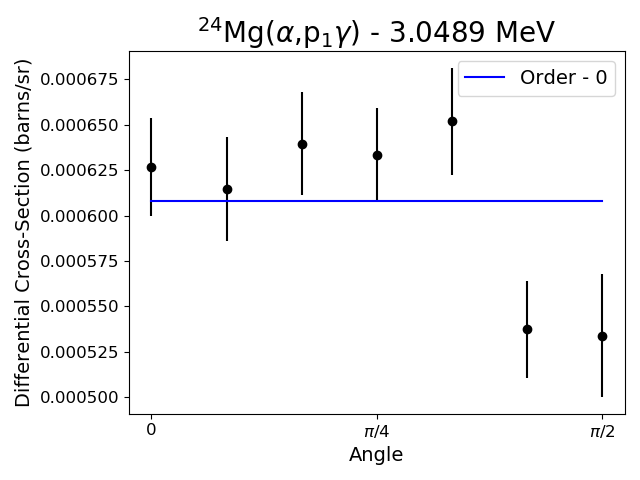 ²⁴Mg(α,p₁γ) - 3.0489 MeV
Order - 0
Differential Cross-Section (barns/sr)
0.000675
0.000650
0.000625
0.000600
0.000575
0.000550
0.000525
0.000500
0 π/4 π/2
Angle